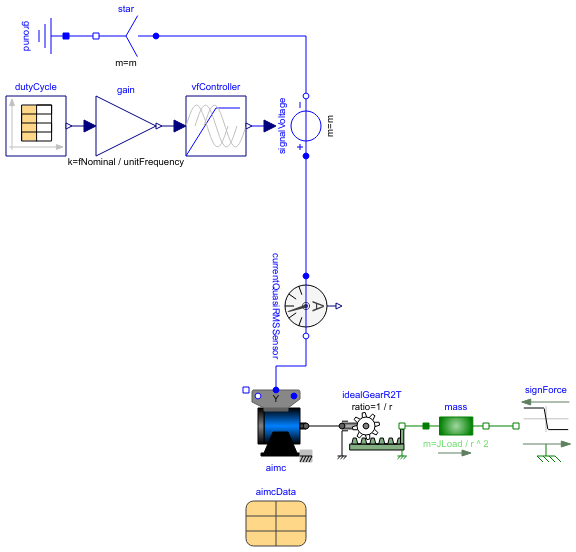 star
ground
m=m
dutyCycle
gain
vfController
signalVoltage
-
+
m=m
k=fNominal / unitFrequency
currentQuasiRMSSensor
A
Y
aimc
idealGearR2T
ratio=1 / r
mass
m=JLoad / r ^ 2
signForce
aimcData